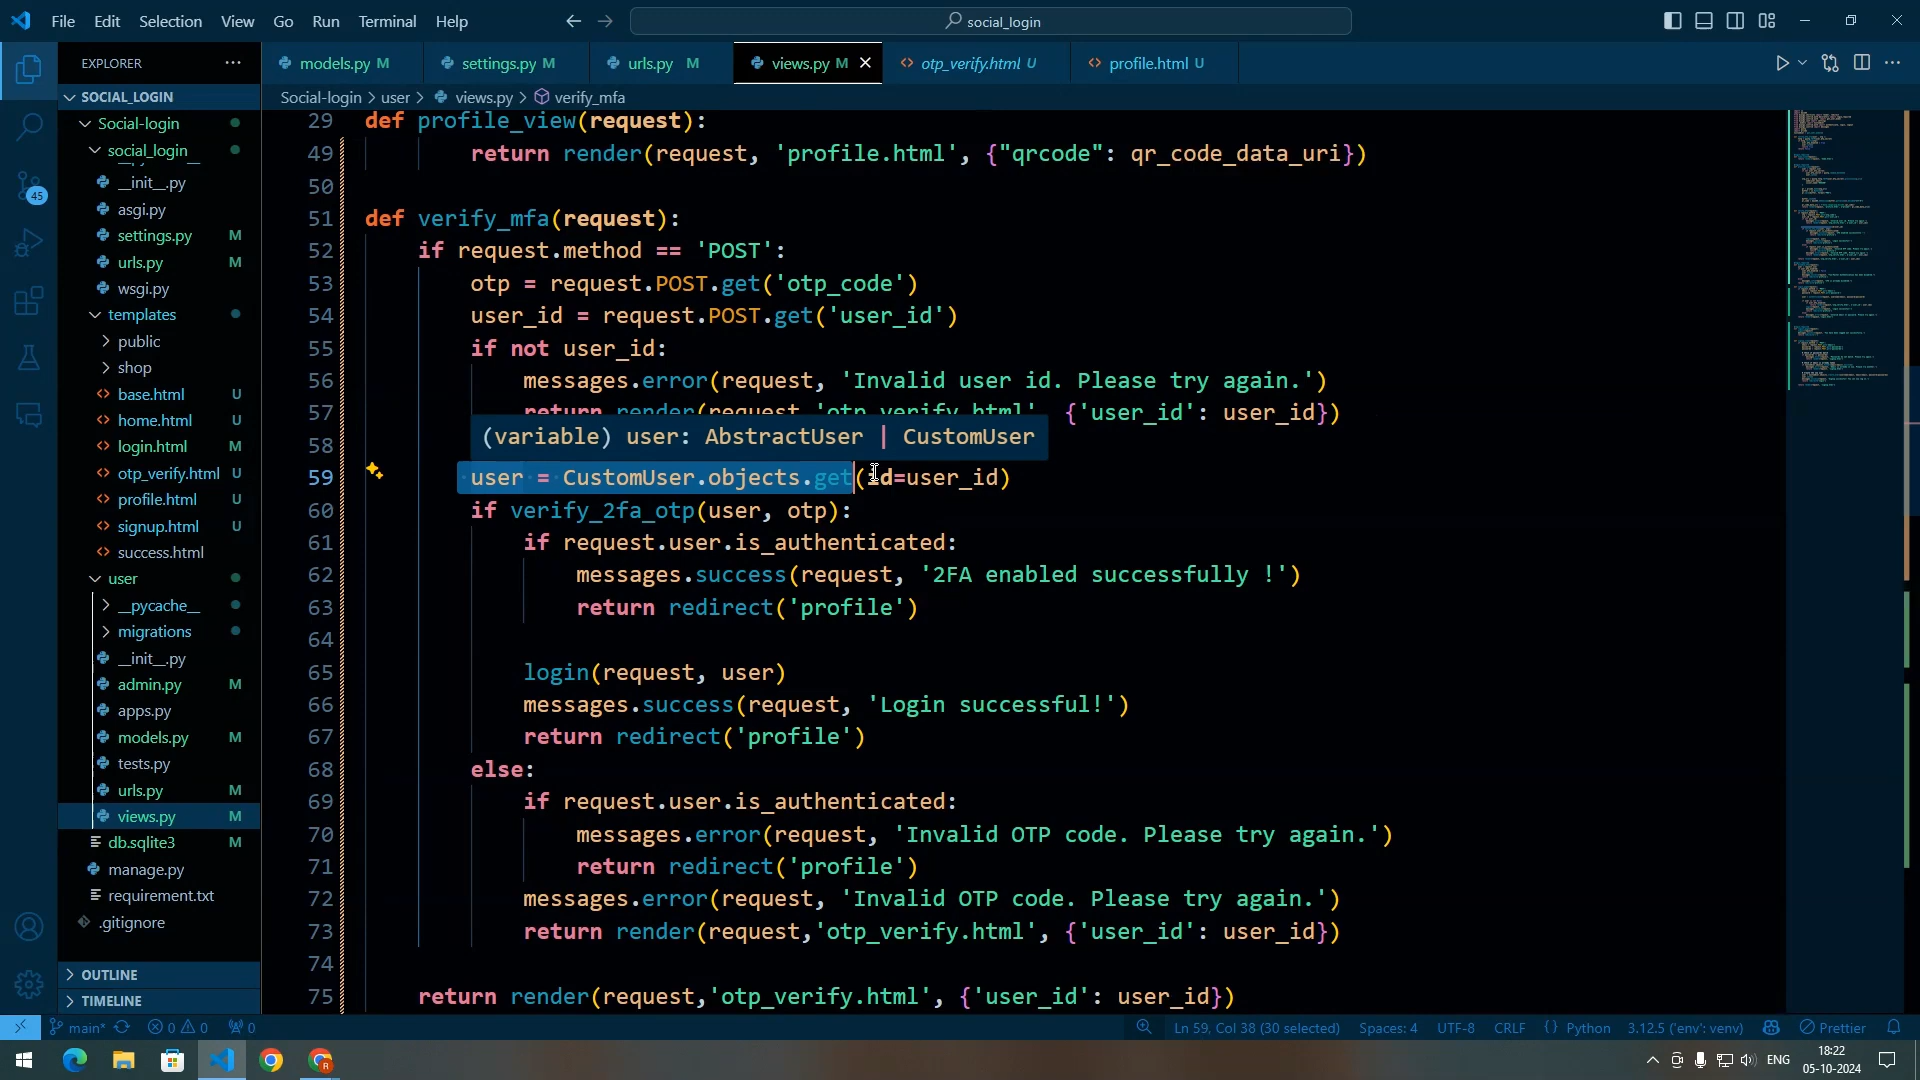 File Edit Selection View Go Run Terminal Help
social_login
EXPLORER
models.py M
settings.py M
urls.py M
views.py M
otp_verify.html U
profile.html U
SOCIAL_LOGIN
Social-login > user > views.py > verify_mfa
Social-login
social_login
__init__.py
asgi.py
settings.py M
urls.py M
wsgi.py
templates
public
shop
base.html U
home.html U
login.html M
otp_verify.html U
profile.html U
signup.html U
success.html
user
__pycache__
migrations
__init__.py
admin.py M
apps.py
models.py M
tests.py
urls.py M
views.py M
db.sqlite3 M
manage.py
requirement.txt
.gitignore
OUTLINE
TIMELINE
45
29 def profile_view(request):
49 return render(request, 'profile.html', {"qrcode": qr_code_data_uri})
50
51 def verify_mfa(request):
52 if request.method == 'POST':
53 otp = request.POST.get('otp_code')
54 user_id = request.POST.get('user_id')
55 if not user_id:
56 messages.error(request, 'Invalid user id. Please try again.')
57 return render(request,'otp_verify.html', {'user_id': user_id})
58
(variable) user: AbstractUser | CustomUser
59 user = CustomUser.objects.get(id=user_id)
60 if verify_2fa_otp(user, otp):
61 if request.user.is_authenticated:
62 messages.success(request, '2FA enabled successfully !')
63 return redirect('profile')
64
65 login(request, user)
66 messages.success(request, 'Login successful!')
67 return redirect('profile')
68 else:
69 if request.user.is_authenticated:
70 messages.error(request, 'Invalid OTP code. Please try again.')
71 return redirect('profile')
72 messages.error(request, 'Invalid OTP code. Please try again.')
73 return render(request,'otp_verify.html', {'user_id': user_id})
74
75 return render(request,'otp_verify.html', {'user_id': user_id})
main* 0 0 0
Ln 59, Col 38 (30 selected) Spaces: 4 UTF-8 CRLF Python 3.12.5 ('env': venv) Prettier
ENG
18:22
05-10-2024